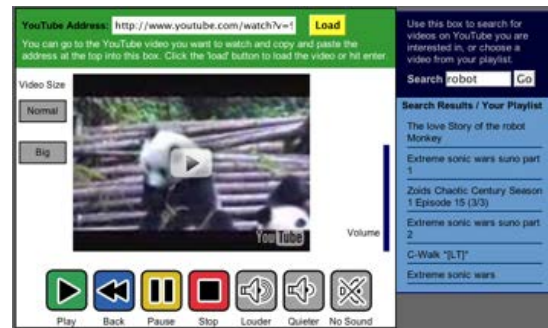 YouTube Address: http://www.youtube.com/watch?v= Load
You can go to the YouTube video you want to watch and copy and paste the
address at the top into this box. Click the 'load' button to load the video or hit enter.
Video Size
Normal
Big
YouTube
Volume
Play Back Pause Stop Louder Quieter No Sound
Use this box to search for
videos on YouTube you are
interested in, or choose a
video from your playlist.
Search robot Go
Search Results / Your Playlist
The love Story of the robot
Monkey
Extreme sonic wars suno part
1
Zoids Chaotic Century Season
1 Episode 15 (3/3)
Extreme sonic wars suno part
2
C-Walk *[LT]*
Extreme sonic wars